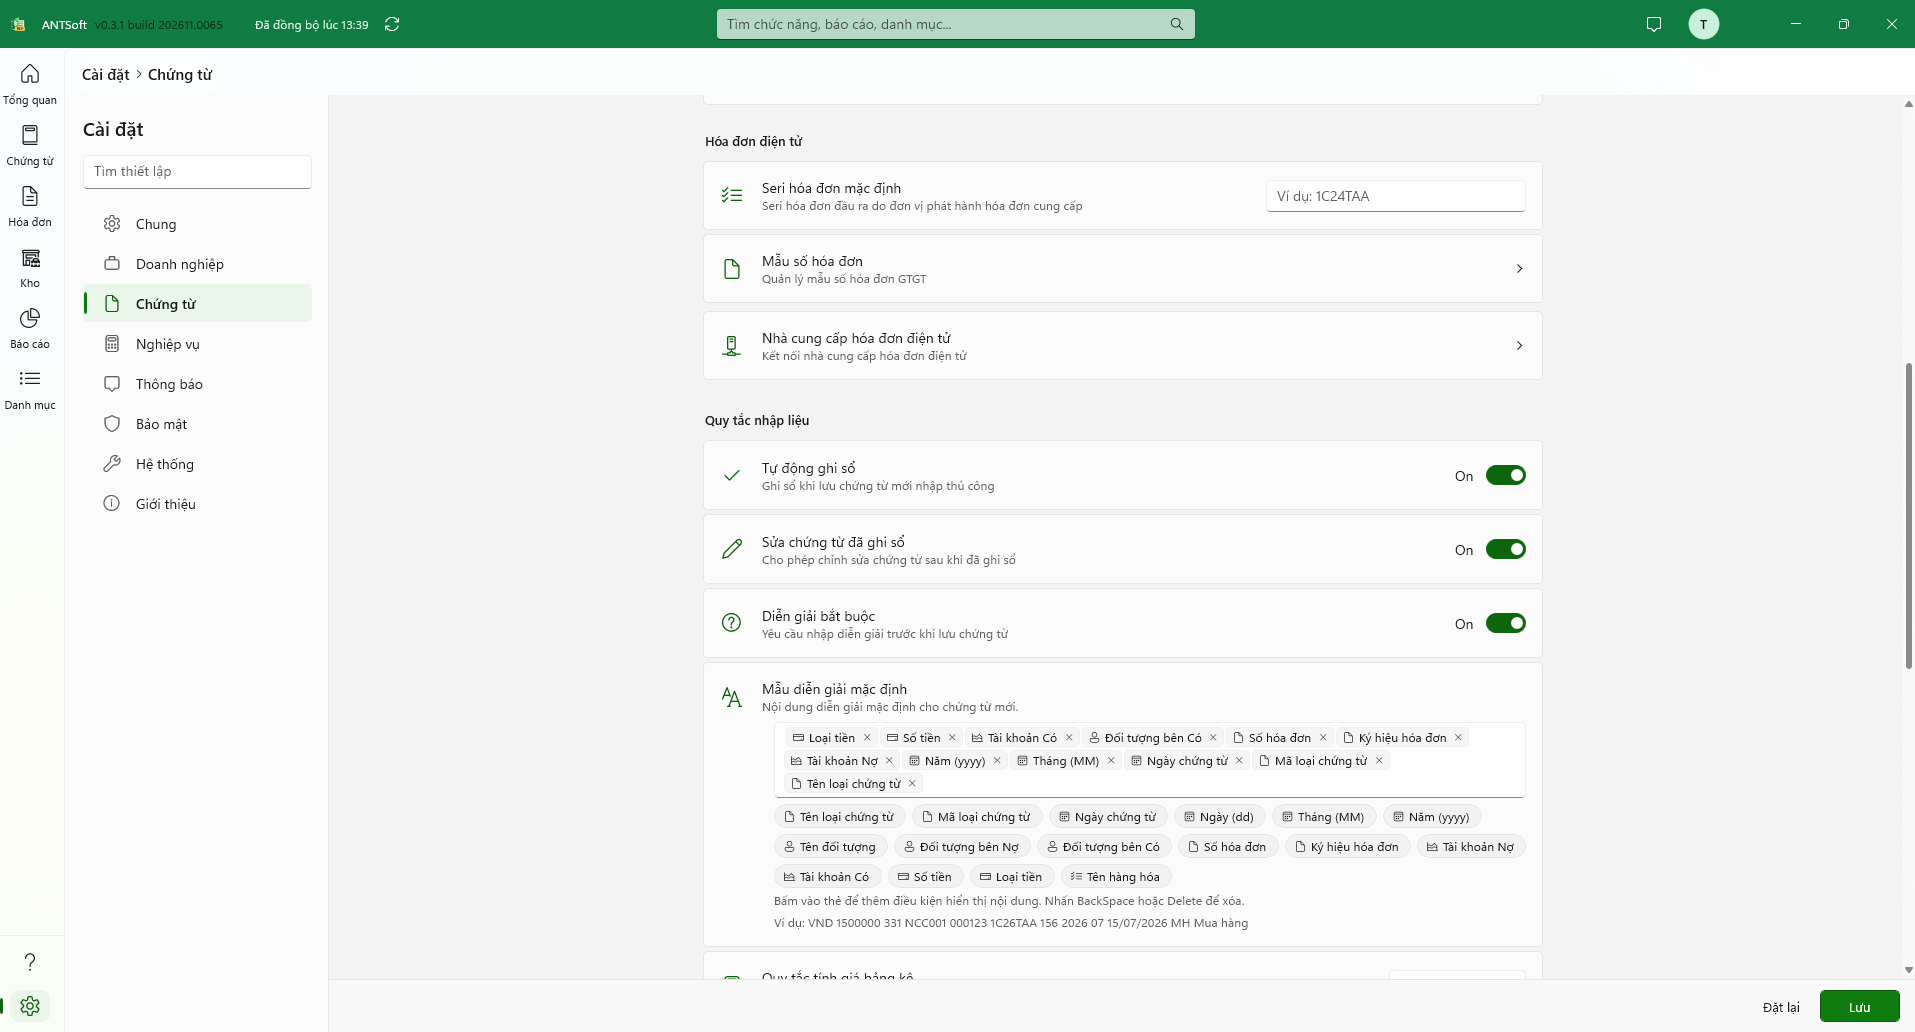 ANTSoft v0.3.1 build 202611.0065 Đã đồng bộ lúc 13:39 Tìm chức năng, báo cáo, danh mục... T
Cài đặt > Chứng từ
Tổng quan
Chứng từ
Hóa đơn
Kho
Báo cáo
Danh mục
Cài đặt
Tìm thiết lập
Chung
Doanh nghiệp
Chứng từ
Nghiệp vụ
Thông báo
Bảo mật
Hệ thống
Giới thiệu
Hóa đơn điện tử
Seri hóa đơn mặc định
Seri hóa đơn đầu ra do đơn vị phát hành hóa đơn cung cấp
Ví dụ: 1C24TAA
Mẫu số hóa đơn
Quản lý mẫu số hóa đơn GTGT
Nhà cung cấp hóa đơn điện tử
Kết nối nhà cung cấp hóa đơn điện tử
Quy tắc nhập liệu
Tự động ghi sổ
Ghi sổ khi lưu chứng từ mới nhập thủ công
On
Sửa chứng từ đã ghi sổ
Cho phép chỉnh sửa chứng từ sau khi đã ghi sổ
On
Diễn giải bắt buộc
Yêu cầu nhập diễn giải trước khi lưu chứng từ
On
Mẫu diễn giải mặc định
Nội dung diễn giải mặc định cho chứng từ mới.
Loại tiền Số tiền Tài khoản Có Đối tượng bên Có Số hóa đơn Ký hiệu hóa đơn
Tài khoản Nợ Năm (yyyy) Tháng (MM) Ngày chứng từ Mã loại chứng từ
Tên loại chứng từ
Tên loại chứng từ Mã loại chứng từ Ngày chứng từ Ngày (dd) Tháng (MM) Năm (yyyy)
Tên đối tượng Đối tượng bên Nợ Đối tượng bên Có Số hóa đơn Ký hiệu hóa đơn Tài khoản Nợ
Tài khoản Có Số tiền Loại tiền Tên hàng hóa
Bấm vào thẻ để thêm điều kiện hiển thị nội dung. Nhấn BackSpace hoặc Delete để xóa.
Ví dụ: VND 1500000 331 NCC001 000123 1C26TAA 156 2026 07 15/07/2026 MH Mua hàng
Quy tắc tính giá bảng kê
Đặt lại
Lưu